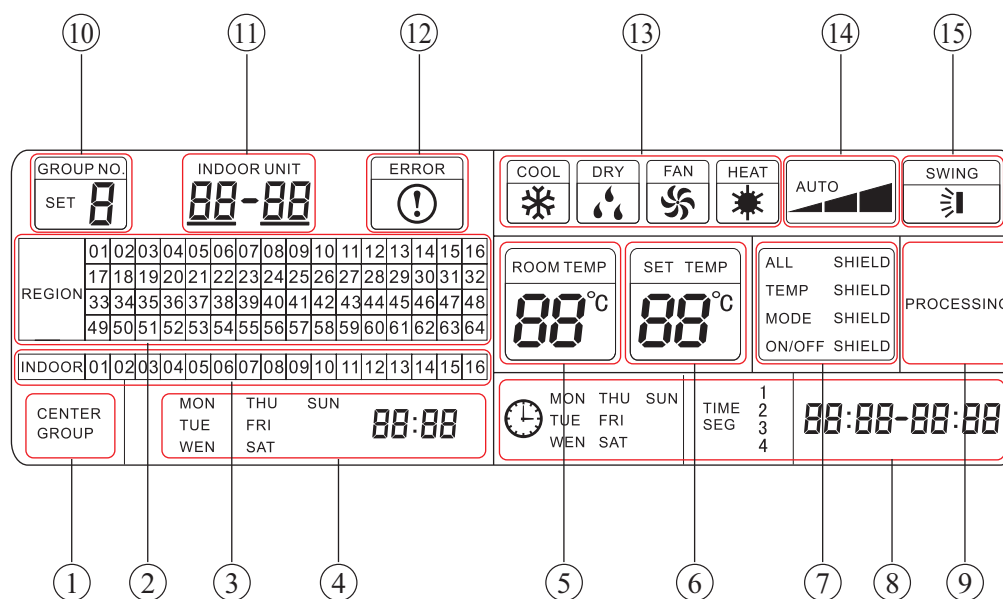 10 11 12 13 14 15
GROUP NO.
SET 8
INDOOR UNIT
88-88
ERROR
!
COOL DRY FAN HEAT
AUTO
SWING
REGION
01 02 03 04 05 06 07 08 09 10 11 12 13 14 15 16
17 18 19 20 21 22 23 24 25 26 27 28 29 30 31 32
33 34 35 36 37 38 39 40 41 42 43 44 45 46 47 48
49 50 51 52 53 54 55 56 57 58 59 60 61 62 63 64
INDOOR 01 02 03 04 05 06 07 08 09 10 11 12 13 14 15 16
ROOM TEMP
88°C
SET TEMP
88°C
ALL SHIELD
TEMP SHIELD
MODE SHIELD
ON/OFF SHIELD
PROCESSING
CENTER
GROUP
MON THU SUN
TUE FRI
WEN SAT
88:88
MON THU SUN
TUE FRI
WEN SAT
TIME
SEG
1
2
3
4
88:88-88:88
1 2 3 4 5 6 7 8 9